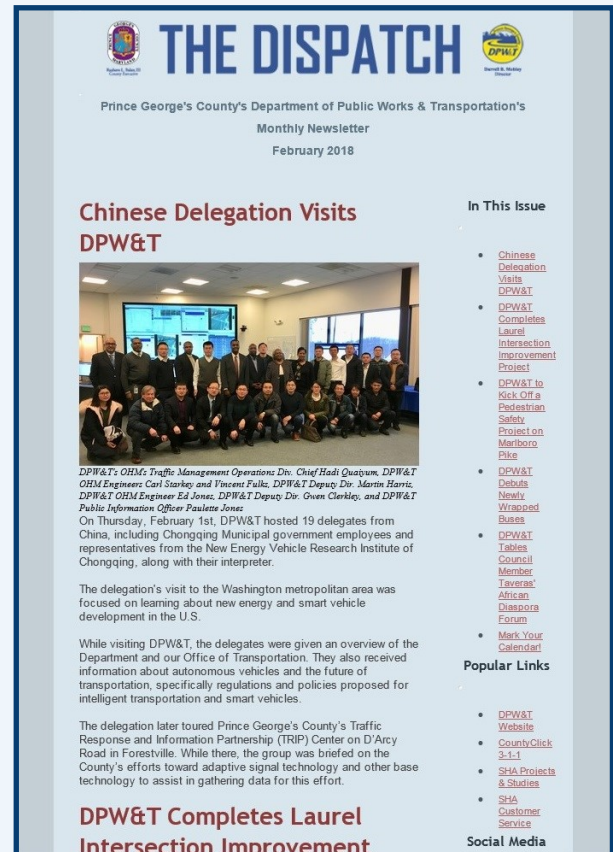 THE DISPATCH
DPW&T
Prince George's County's Department of Public Works & Transportation's
Monthly Newsletter
February 2018
Chinese Delegation Visits
DPW&T
DPW&T's OHM's Traffic Management Operations Div. Chief Hadi Quaiyum, DPW&T
OHM Engineers Carl Starkey and Vincent Fulks, DPW&T Deputy Dir. Martin Harris,
DPW&T OHM Engineer Ed Jones, DPW&T Deputy Dir. Gwen Clerkley, and DPW&T
Public Information Officer Paulette Jones
On Thursday, February 1st, DPW&T hosted 19 delegates from
China, including Chongqing Municipal government employees and
representatives from the New Energy Vehicle Research Institute of
Chongqing, along with their interpreter.
The delegation's visit to the Washington metropolitan area was
focused on learning about new energy and smart vehicle
development in the U.S.
While visiting DPW&T, the delegates were given an overview of the
Department and our Office of Transportation. They also received
information about autonomous vehicles and the future of
transportation, specifically regulations and policies proposed for
intelligent transportation and smart vehicles.
The delegation later toured Prince George's County's Traffic
Response and Information Partnership (TRIP) Center on D'Arcy
Road in Forestville. While there, the group was briefed on the
County's efforts toward adaptive signal technology and other base
technology to assist in gathering data for this effort.
DPW&T Completes Laurel
Intersection Improvement
In This Issue
Chinese
Delegation
Visits
DPW&T
DPW&T
Completes
Laurel
Intersection
Improvement
Project
DPW&T to
Kick Off a
Pedestrian
Safety
Project on
Marlboro
Pike
DPW&T
Debuts
Newly
Wrapped
Buses
DPW&T
Tables
Council
Member
Taveras'
African
Diaspora
Forum
Mark Your
Calendar!
Popular Links
DPW&T
Website
CountyClick
3-1-1
SHA Projects
& Studies
SHA
Customer
Service
Social Media